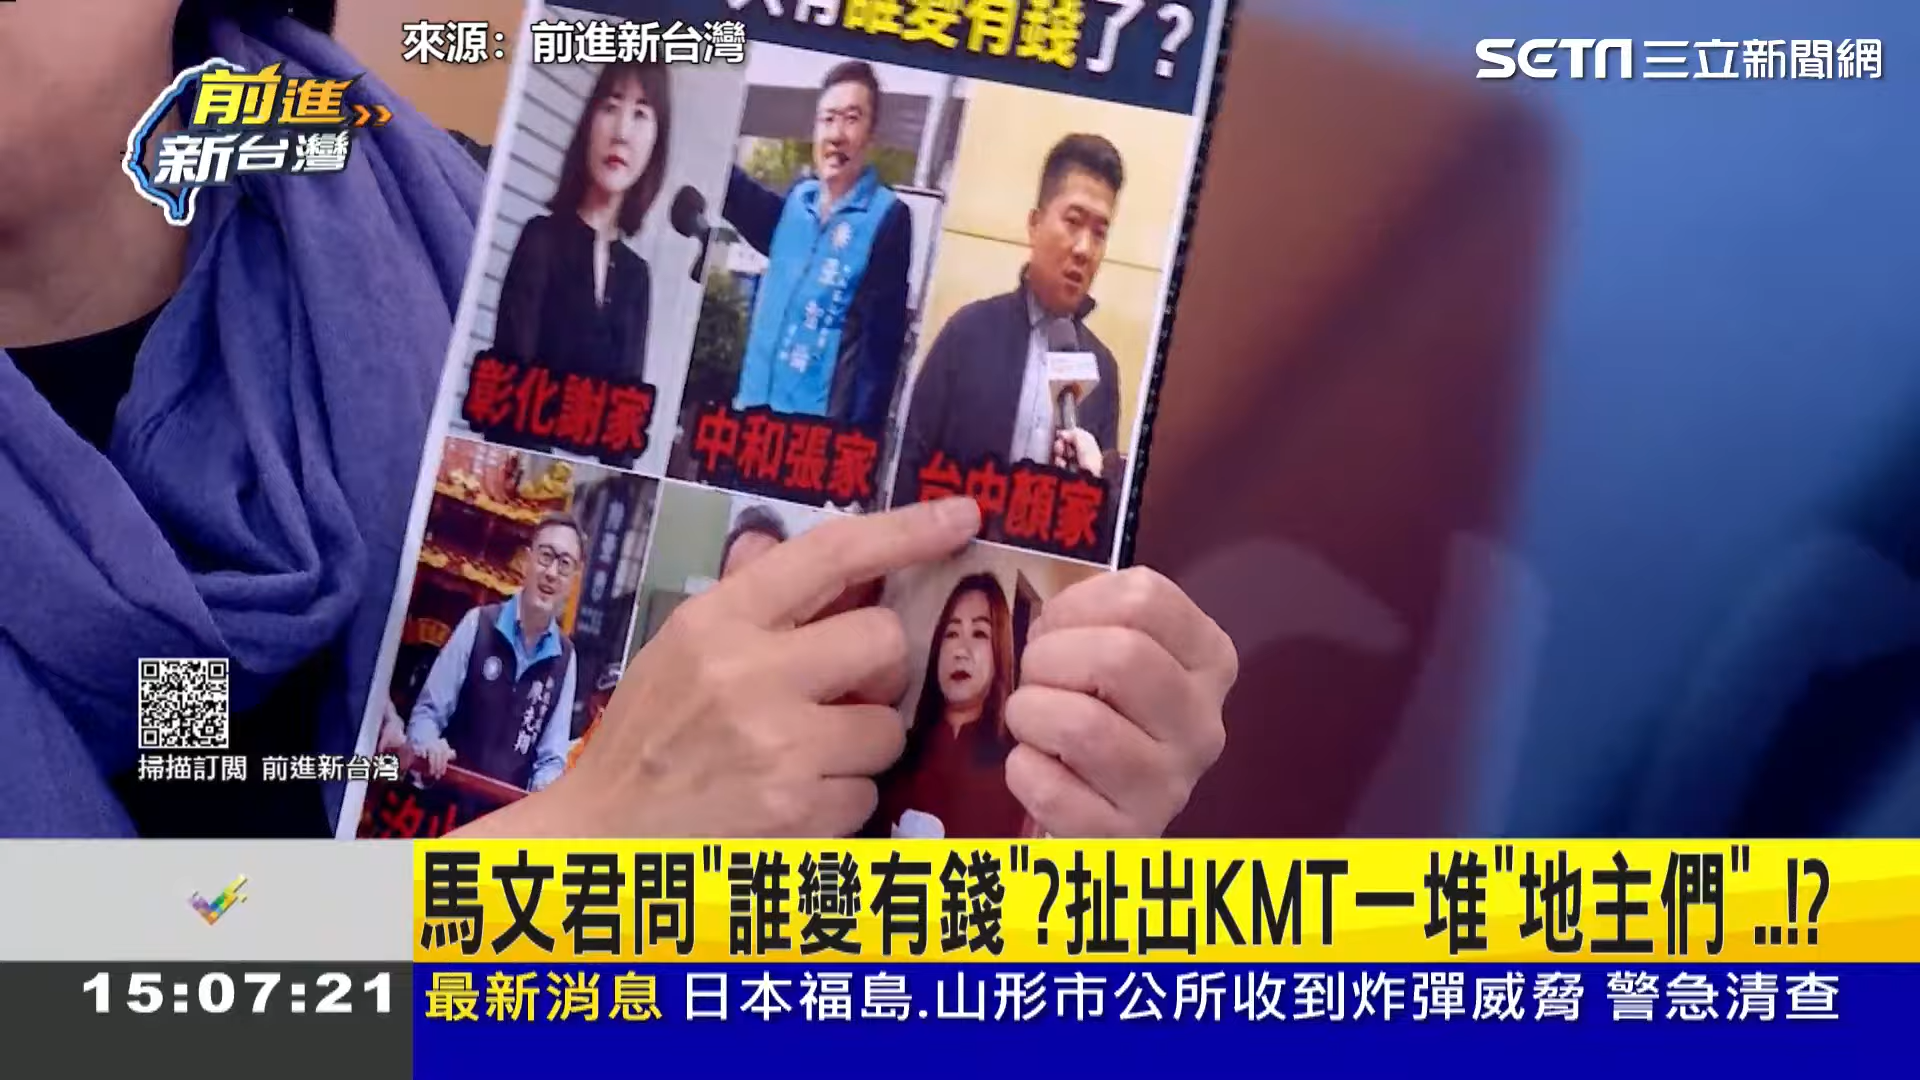 來源：前進新台灣
SETN三立新聞網
前進
新台灣
誰變有錢了？
彰化謝家
中和張家
台中顏家
掃描訂閱 前進新台灣
馬文君問"誰變有錢"?扯出KMT一堆"地主們"..!?
15:07:21
最新消息 日本福島.山形市公所收到炸彈威脅 警急清查